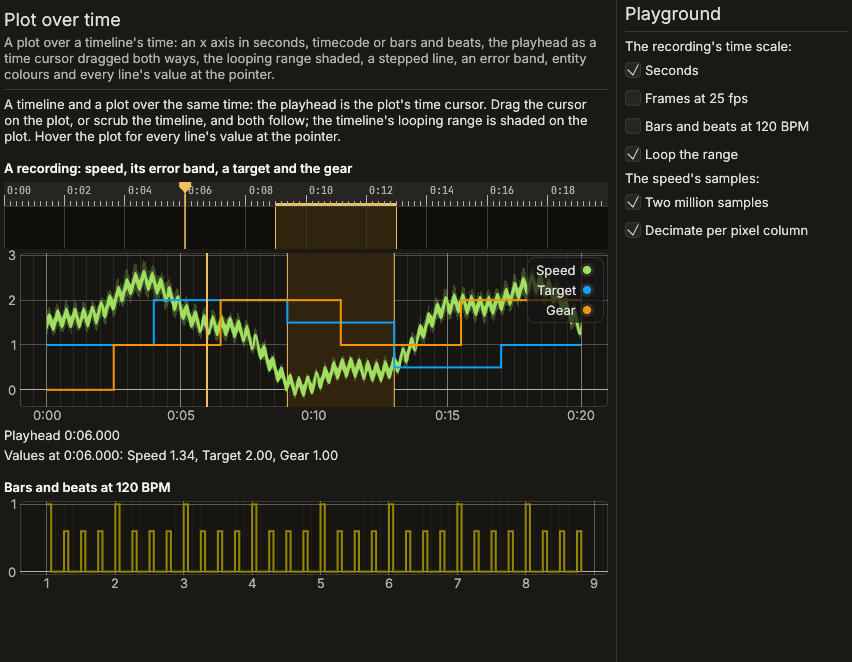 Plot over time
A plot over a timeline's time: an x axis in seconds, timecode or bars and beats, the playhead as a
time cursor dragged both ways, the looping range shaded, a stepped line, an error band, entity
colours and every line's value at the pointer.
A timeline and a plot over the same time: the playhead is the plot's time cursor. Drag the cursor
on the plot, or scrub the timeline, and both follow; the timeline's looping range is shaded on the
plot. Hover the plot for every line's value at the pointer.
A recording: speed, its error band, a target and the gear
0:00 0:02 0:04 0:06 0:08 0:10 0:12 0:14 0:16 0:18
3
Speed
Target
2
Gear
1
0
0:00 0:05 0:10 0:15 0:20
Playhead 0:06.000
Values at 0:06.000: Speed 1.34, Target 2.00, Gear 1.00
Bars and beats at 120 BPM
1
0
1 2 3 4 5 6 7 8 9
Playground
The recording's time scale:
Seconds
Frames at 25 fps
Bars and beats at 120 BPM
Loop the range
The speed's samples:
Two million samples
Decimate per pixel column